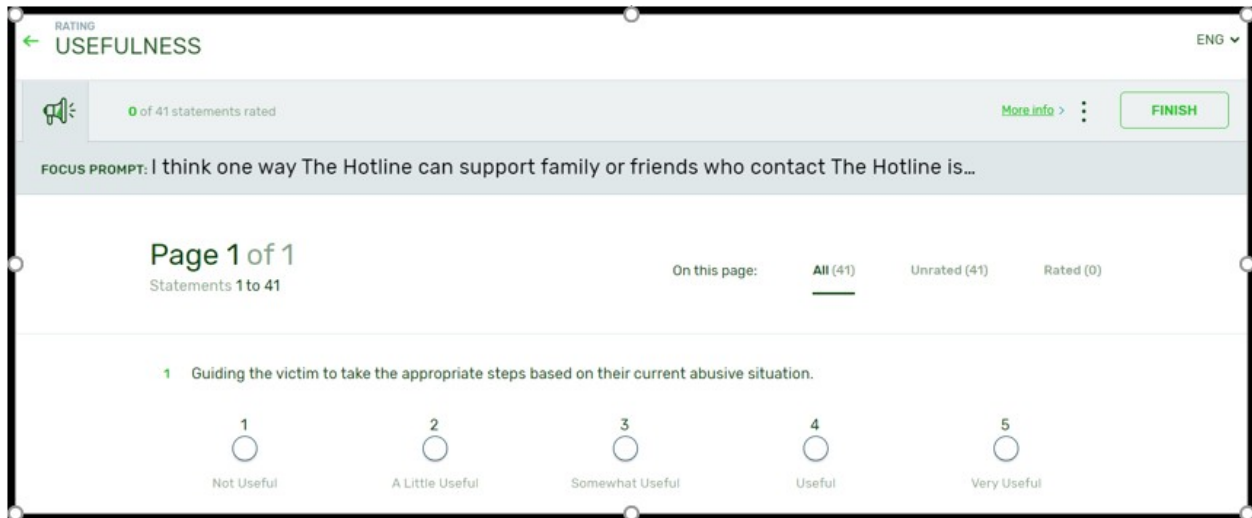 RATING
USEFULNESS
ENG
0 of 41 statements rated
More info >
FINISH
FOCUS PROMPT: I think one way The Hotline can support family or friends who contact The Hotline is...
Page 1 of 1
Statements 1 to 41
On this page: All (41) Unrated (41) Rated (0)
1 Guiding the victim to take the appropriate steps based on their current abusive situation.
1 2 3 4 5
Not Useful A Little Useful Somewhat Useful Useful Very Useful